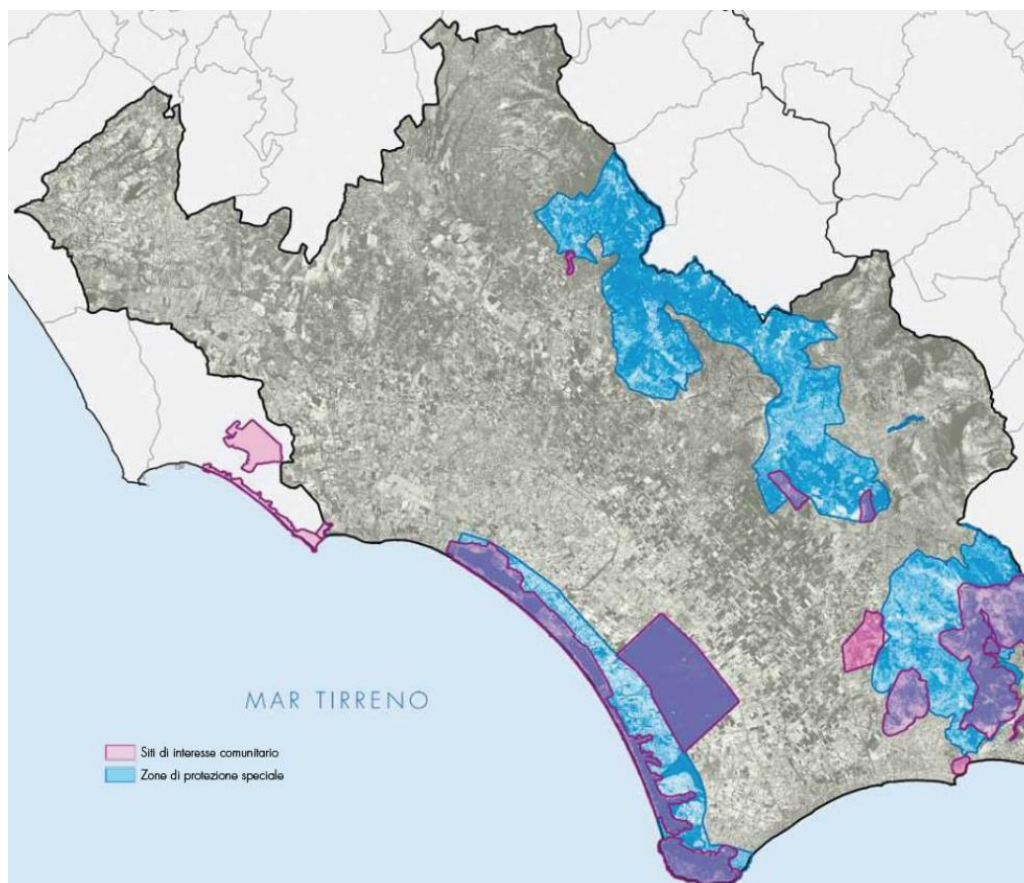 MAR TIRRENO
Siti di interesse comunitario
Zone di protezione speciale